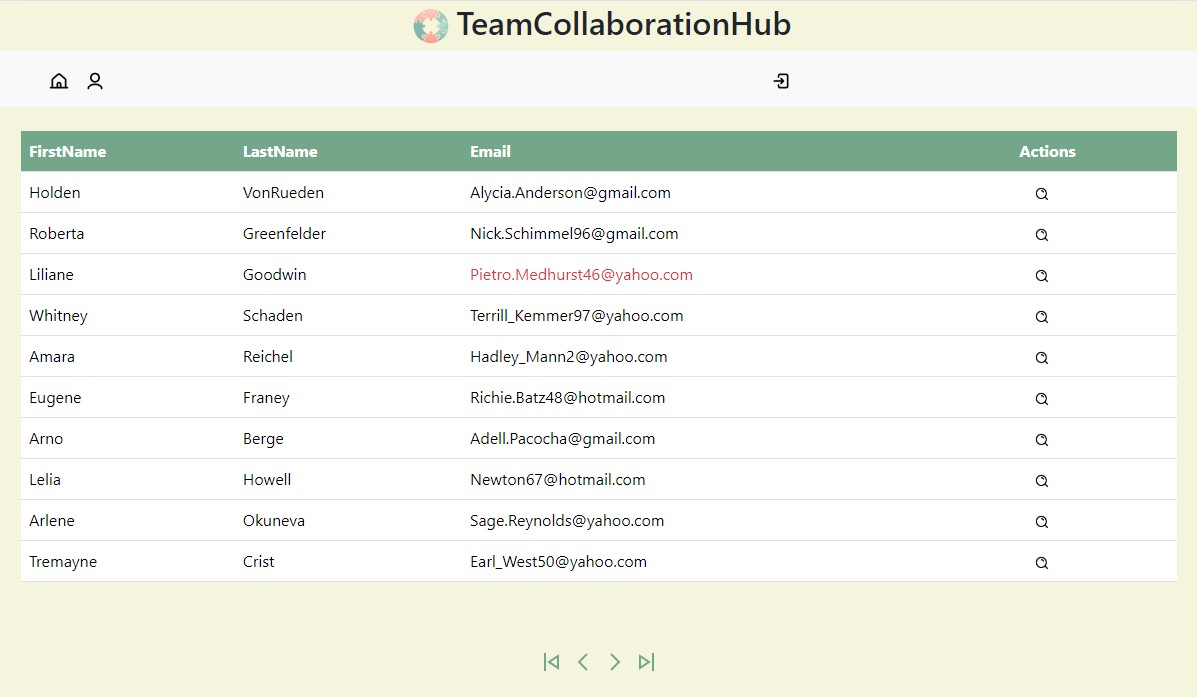 TeamCollaborationHub
FirstName LastName Email Actions
Holden VonRueden Alycia.Anderson@gmail.com
Roberta Greenfelder Nick.Schimmel96@gmail.com
Liliane Goodwin Pietro.Medhurst46@yahoo.com
Whitney Schaden Terrill_Kemmer97@yahoo.com
Amara Reichel Hadley_Mann2@yahoo.com
Eugene Franey Richie.Batz48@hotmail.com
Arno Berge Adell.Pacocha@gmail.com
Lelia Howell Newton67@hotmail.com
Arlene Okuneva Sage.Reynolds@yahoo.com
Tremayne Crist Earl_West50@yahoo.com